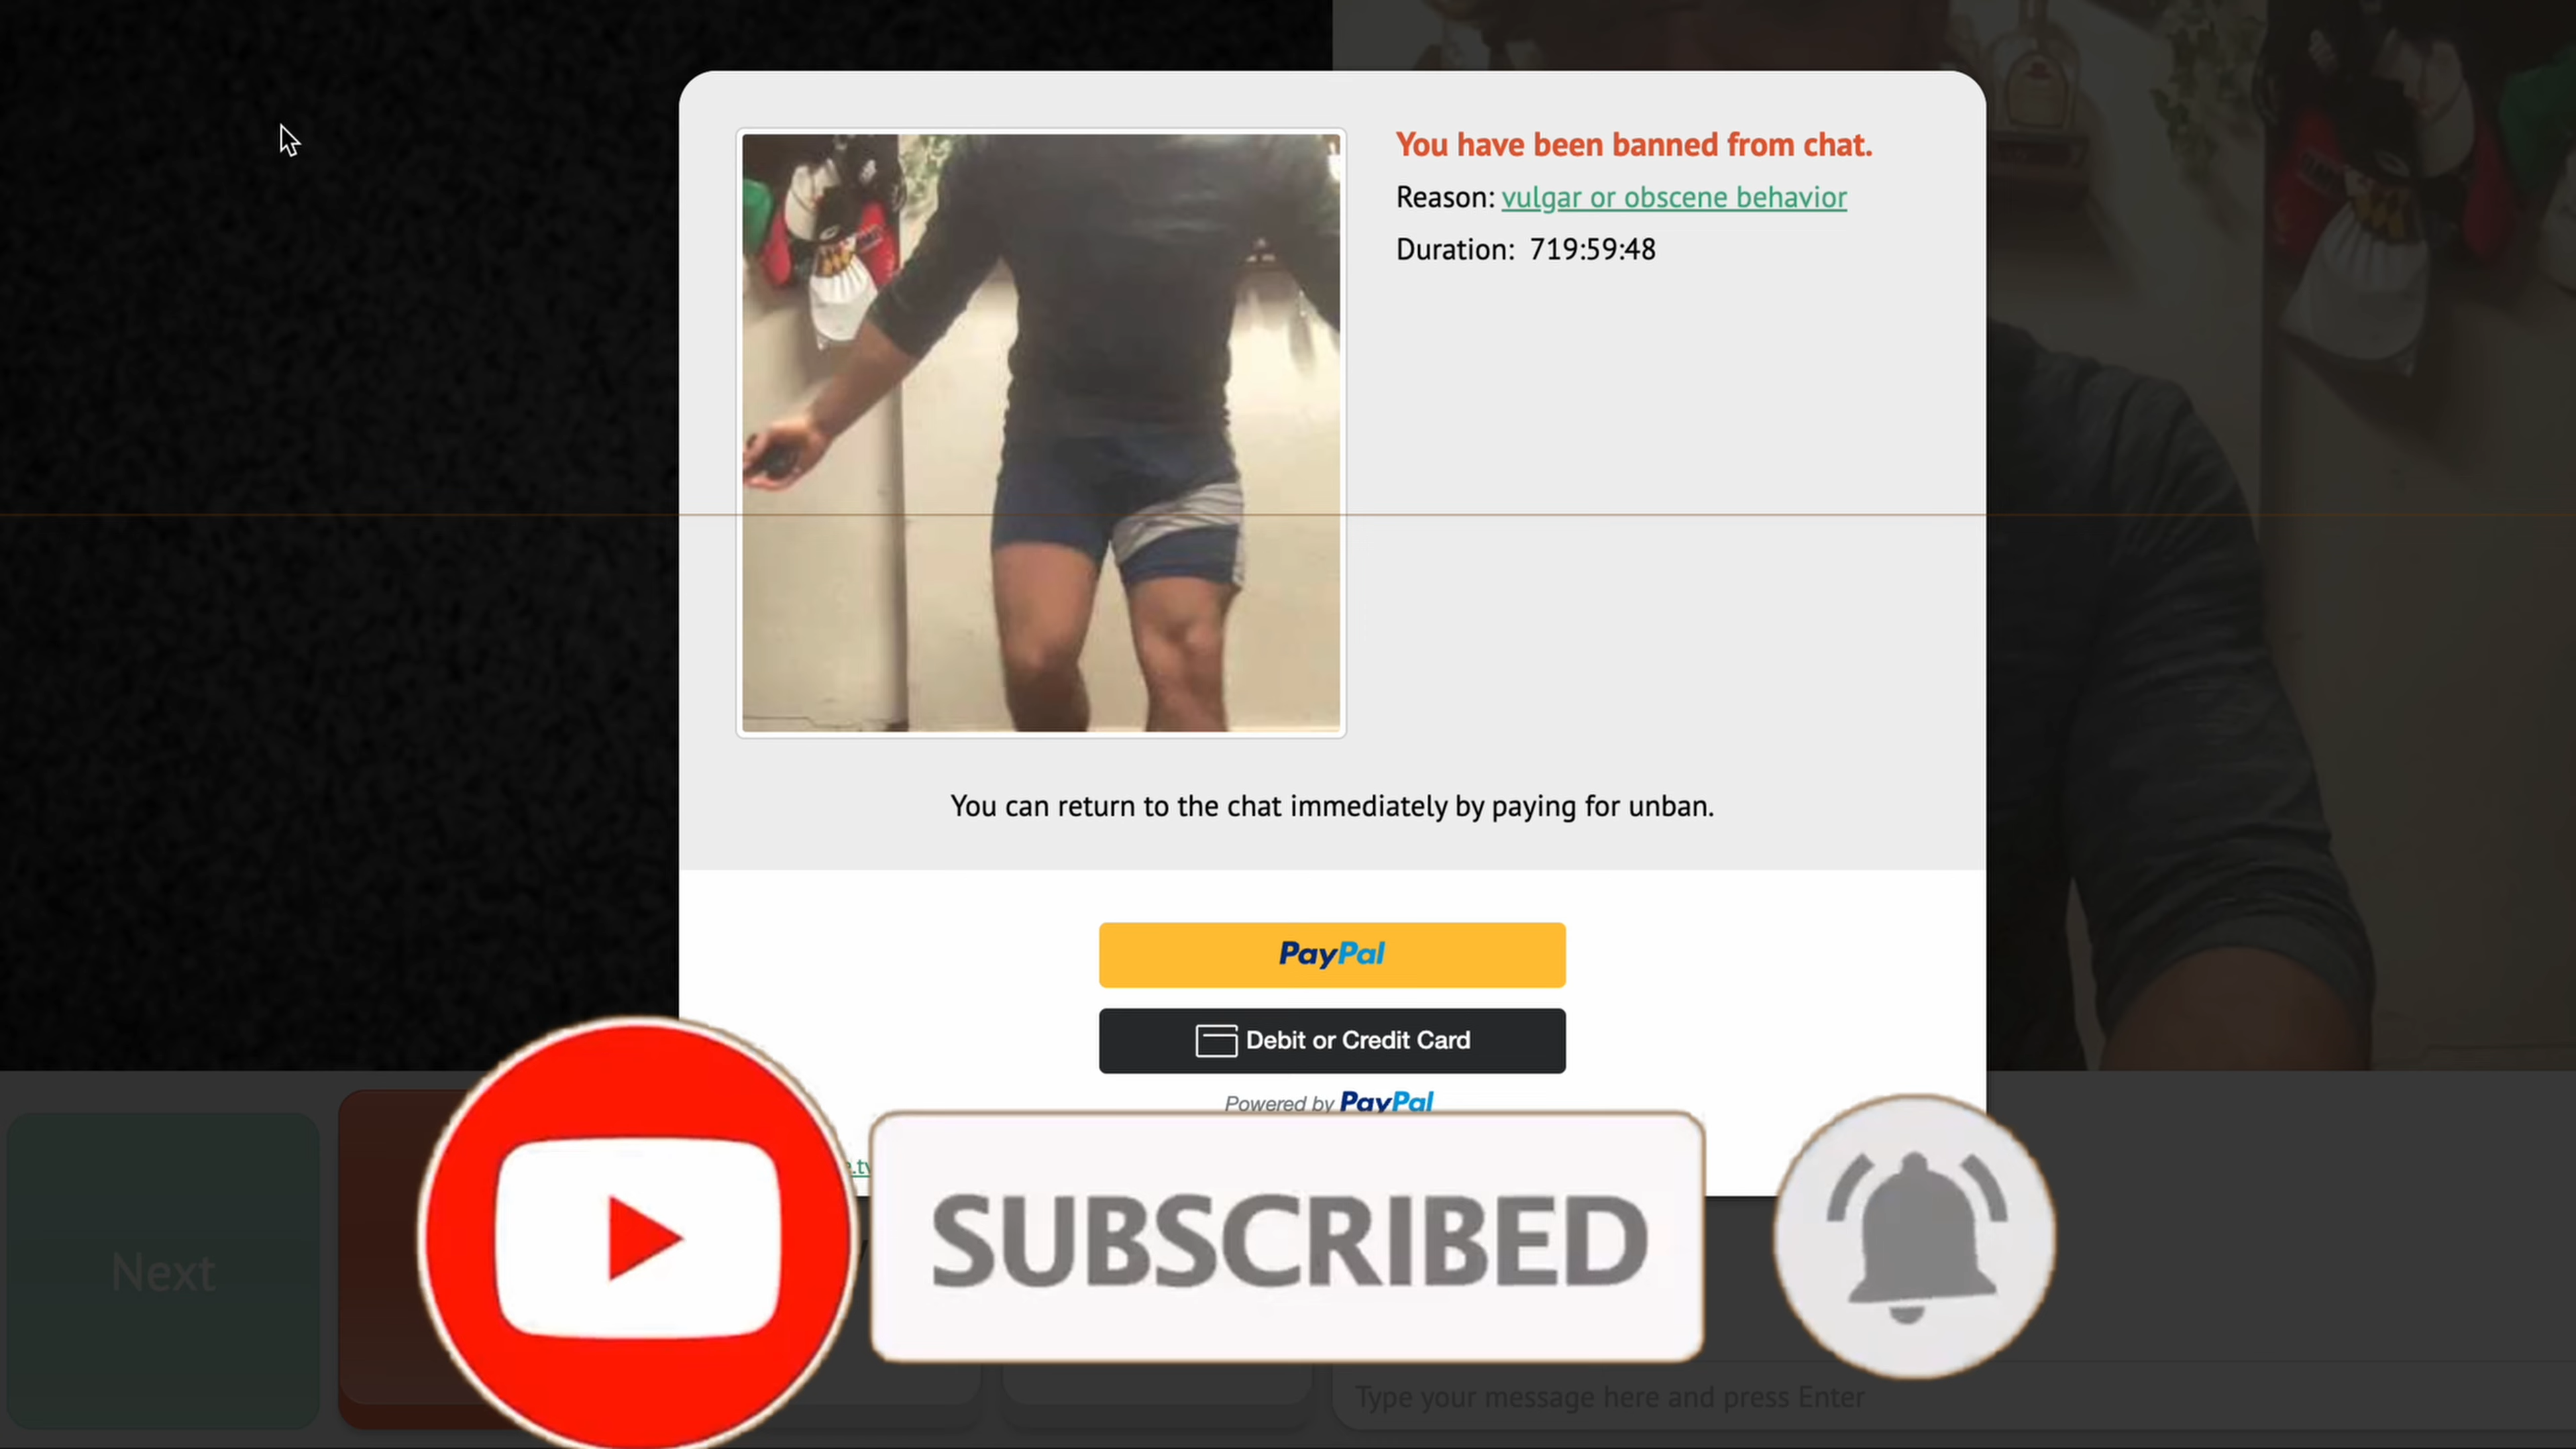 You have been banned from chat.
Reason: vulgar or obscene behavior
Duration: 719:59:48
You can return to the chat immediately by paying for unban.
PayPal
Debit or Credit Card
Powered by PayPal
SUBSCRIBED
Next
Type your message here and press Enter